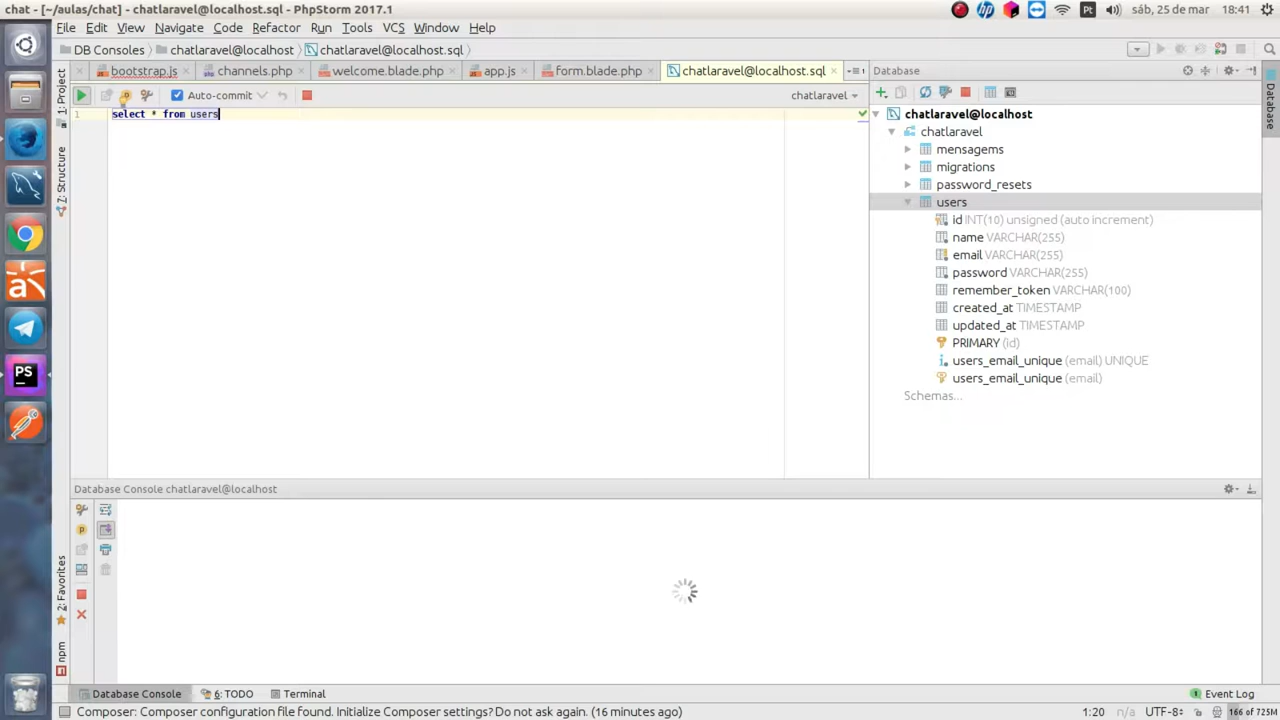 chat - [~/aulas/chat] - chatlaravel@localhost.sql - PhpStorm 2017.1
Pt
sáb, 25 de mar
18:41
File Edit View Navigate Code Refactor Run Tools VCS Window Help
DB Consoles chatlaravel@localhost chatlaravel@localhost.sql
1: Project
bootstrap.js channels.php welcome.blade.php app.js form.blade.php chatlaravel@localhost.sql
Database
Auto-commit
chatlaravel
1 select * from users
chatlaravel@localhost
chatlaravel
mensagems
migrations
password_resets
users
id INT(10) unsigned (auto increment)
name VARCHAR(255)
email VARCHAR(255)
password VARCHAR(255)
remember_token VARCHAR(100)
created_at TIMESTAMP
updated_at TIMESTAMP
PRIMARY (id)
users_email_unique (email) UNIQUE
users_email_unique (email)
Schemas...
Database
Z: Structure
PS
hp
Database Console chatlaravel@localhost
2: Favorites
npm
Database Console 6: TODO Terminal
Event Log
Composer: Composer configuration file found. Initialize Composer settings? Do not ask again. (16 minutes ago)
1:20 n/a UTF-8 166 of 725M